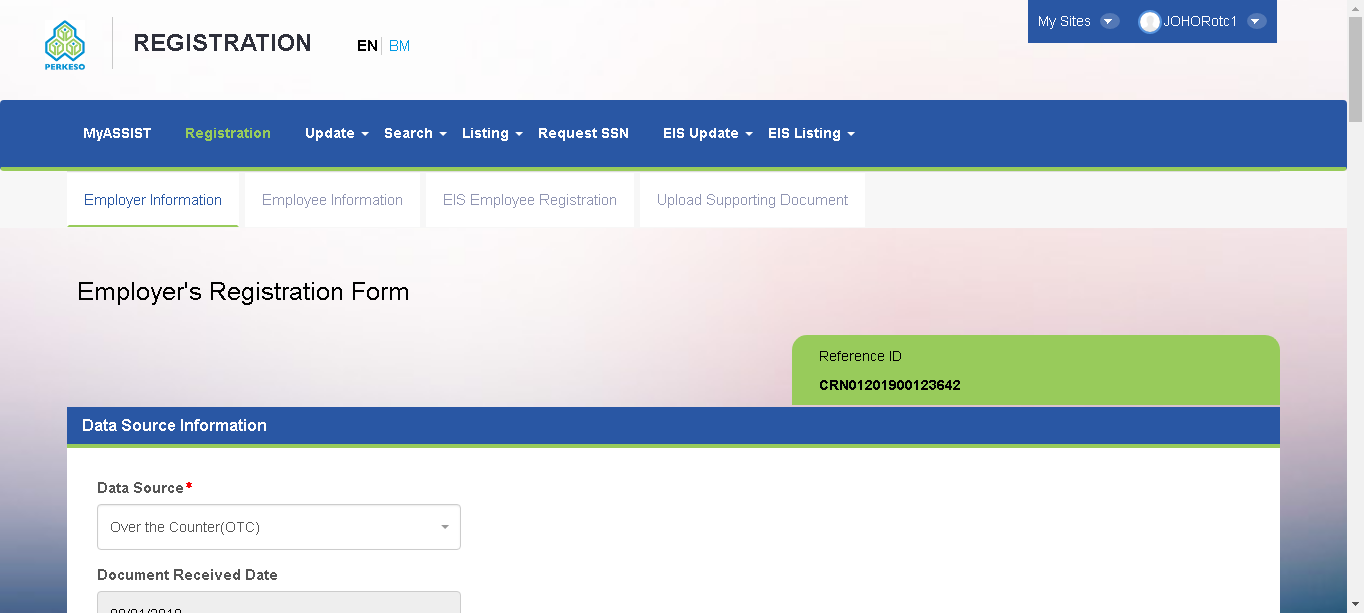 My Sites JOHORotc1
PERKESO
REGISTRATION EN BM
MyASSIST Registration Update Search Listing Request SSN EIS Update EIS Listing
Employer Information Employee Information EIS Employee Registration Upload Supporting Document
Employer's Registration Form
Reference ID
CRN01201900123642
Data Source Information
Data Source*
Over the Counter(OTC)
Document Received Date